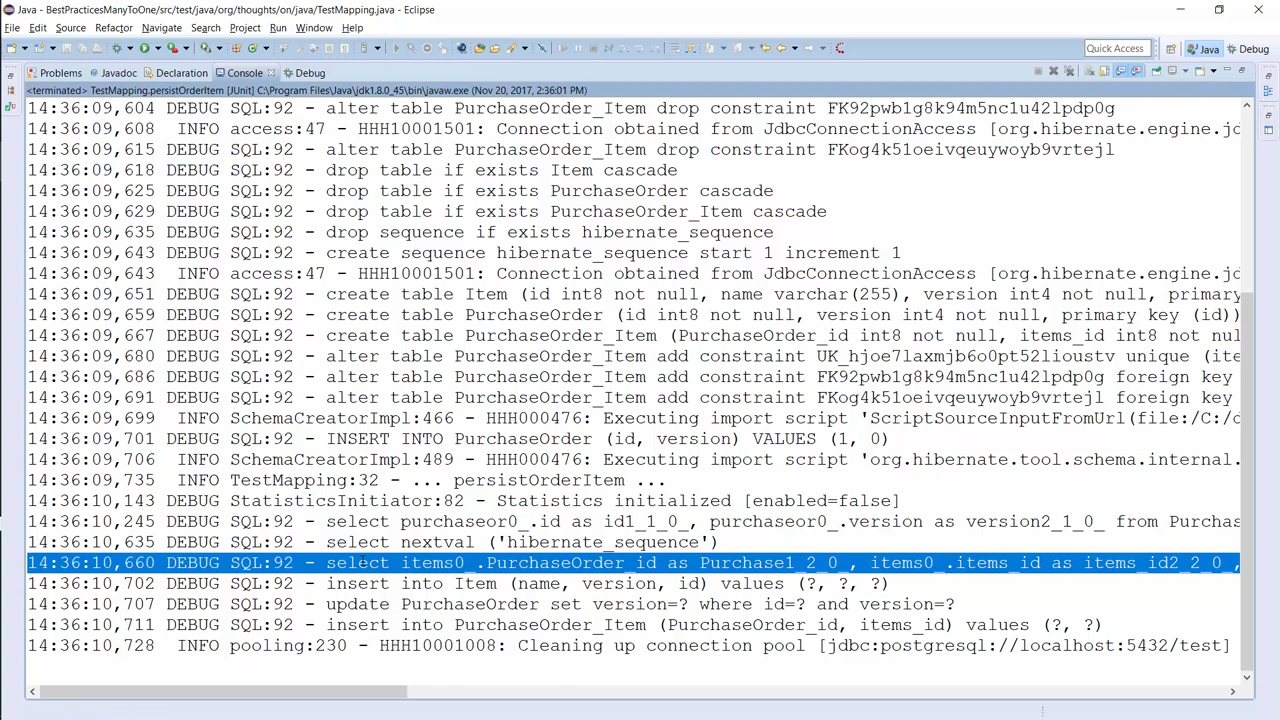 Java - BestPracticesManyToOne/src/test/java/org/thoughts/on/java/TestMapping.java - Eclipse
File Edit Source Refactor Navigate Search Project Run Window Help
Quick Access Java Debug
Problems Javadoc Declaration Console Debug
<terminated> TestMapping.persistOrderItem [JUnit] C:\Program Files\Java\jdk1.8.0_45\bin\javaw.exe (Nov 20, 2017, 2:36:01 PM)
14:36:09,604 DEBUG SQL:92 - alter table PurchaseOrder_Item drop constraint FK92pwb1g8k94m5nc1u42lpdp0g
14:36:09,608 INFO access:47 - HHH10001501: Connection obtained from JdbcConnectionAccess [org.hibernate.engine.jd
14:36:09,615 DEBUG SQL:92 - alter table PurchaseOrder_Item drop constraint FKog4k51oeivqeuywoyb9vrtejl
14:36:09,618 DEBUG SQL:92 - drop table if exists Item cascade
14:36:09,625 DEBUG SQL:92 - drop table if exists PurchaseOrder cascade
14:36:09,629 DEBUG SQL:92 - drop table if exists PurchaseOrder_Item cascade
14:36:09,635 DEBUG SQL:92 - drop sequence if exists hibernate_sequence
14:36:09,643 DEBUG SQL:92 - create sequence hibernate_sequence start 1 increment 1
14:36:09,643 INFO access:47 - HHH10001501: Connection obtained from JdbcConnectionAccess [org.hibernate.engine.jd
14:36:09,651 DEBUG SQL:92 - create table Item (id int8 not null, name varchar(255), version int4 not null, primary
14:36:09,659 DEBUG SQL:92 - create table PurchaseOrder (id int8 not null, version int4 not null, primary key (id))
14:36:09,667 DEBUG SQL:92 - create table PurchaseOrder_Item (PurchaseOrder_id int8 not null, items_id int8 not nul
14:36:09,680 DEBUG SQL:92 - alter table PurchaseOrder_Item add constraint UK_hjoe7laxmjb6o0pt52lioustv unique (ite
14:36:09,686 DEBUG SQL:92 - alter table PurchaseOrder_Item add constraint FK92pwb1g8k94m5nc1u42lpdp0g foreign key
14:36:09,691 DEBUG SQL:92 - alter table PurchaseOrder_Item add constraint FKog4k51oeivqeuywoyb9vrtejl foreign key
14:36:09,699 INFO SchemaCreatorImpl:466 - HHH000476: Executing import script 'ScriptSourceInputFromUrl(file:/C:/d
14:36:09,701 DEBUG SQL:92 - INSERT INTO PurchaseOrder (id, version) VALUES (1, 0)
14:36:09,706 INFO SchemaCreatorImpl:489 - HHH000476: Executing import script 'org.hibernate.tool.schema.internal.
14:36:09,735 INFO TestMapping:32 - ... persistOrderItem ...
14:36:10,143 DEBUG StatisticsInitiator:82 - Statistics initialized [enabled=false]
14:36:10,245 DEBUG SQL:92 - select purchaseor0_.id as id1_1_0_, purchaseor0_.version as version2_1_0_ from Purchas
14:36:10,635 DEBUG SQL:92 - select nextval ('hibernate_sequence')
14:36:10,660 DEBUG SQL:92 - select items0_.PurchaseOrder_id as Purchase1_2_0_, items0_.items_id as items_id2_2_0_,
14:36:10,684 DEBUG SQL:92 - insert into Item (name, version, id) values (?, ?, ?)
14:36:10,707 DEBUG SQL:92 - update PurchaseOrder set version=? where id=? and version=?
14:36:10,711 DEBUG SQL:92 - insert into PurchaseOrder_Item (PurchaseOrder_id, items_id) values (?, ?)
14:36:10,728 INFO pooling:230 - HHH10001008: Cleaning up connection pool [jdbc:postgresql://localhost:5432/test]